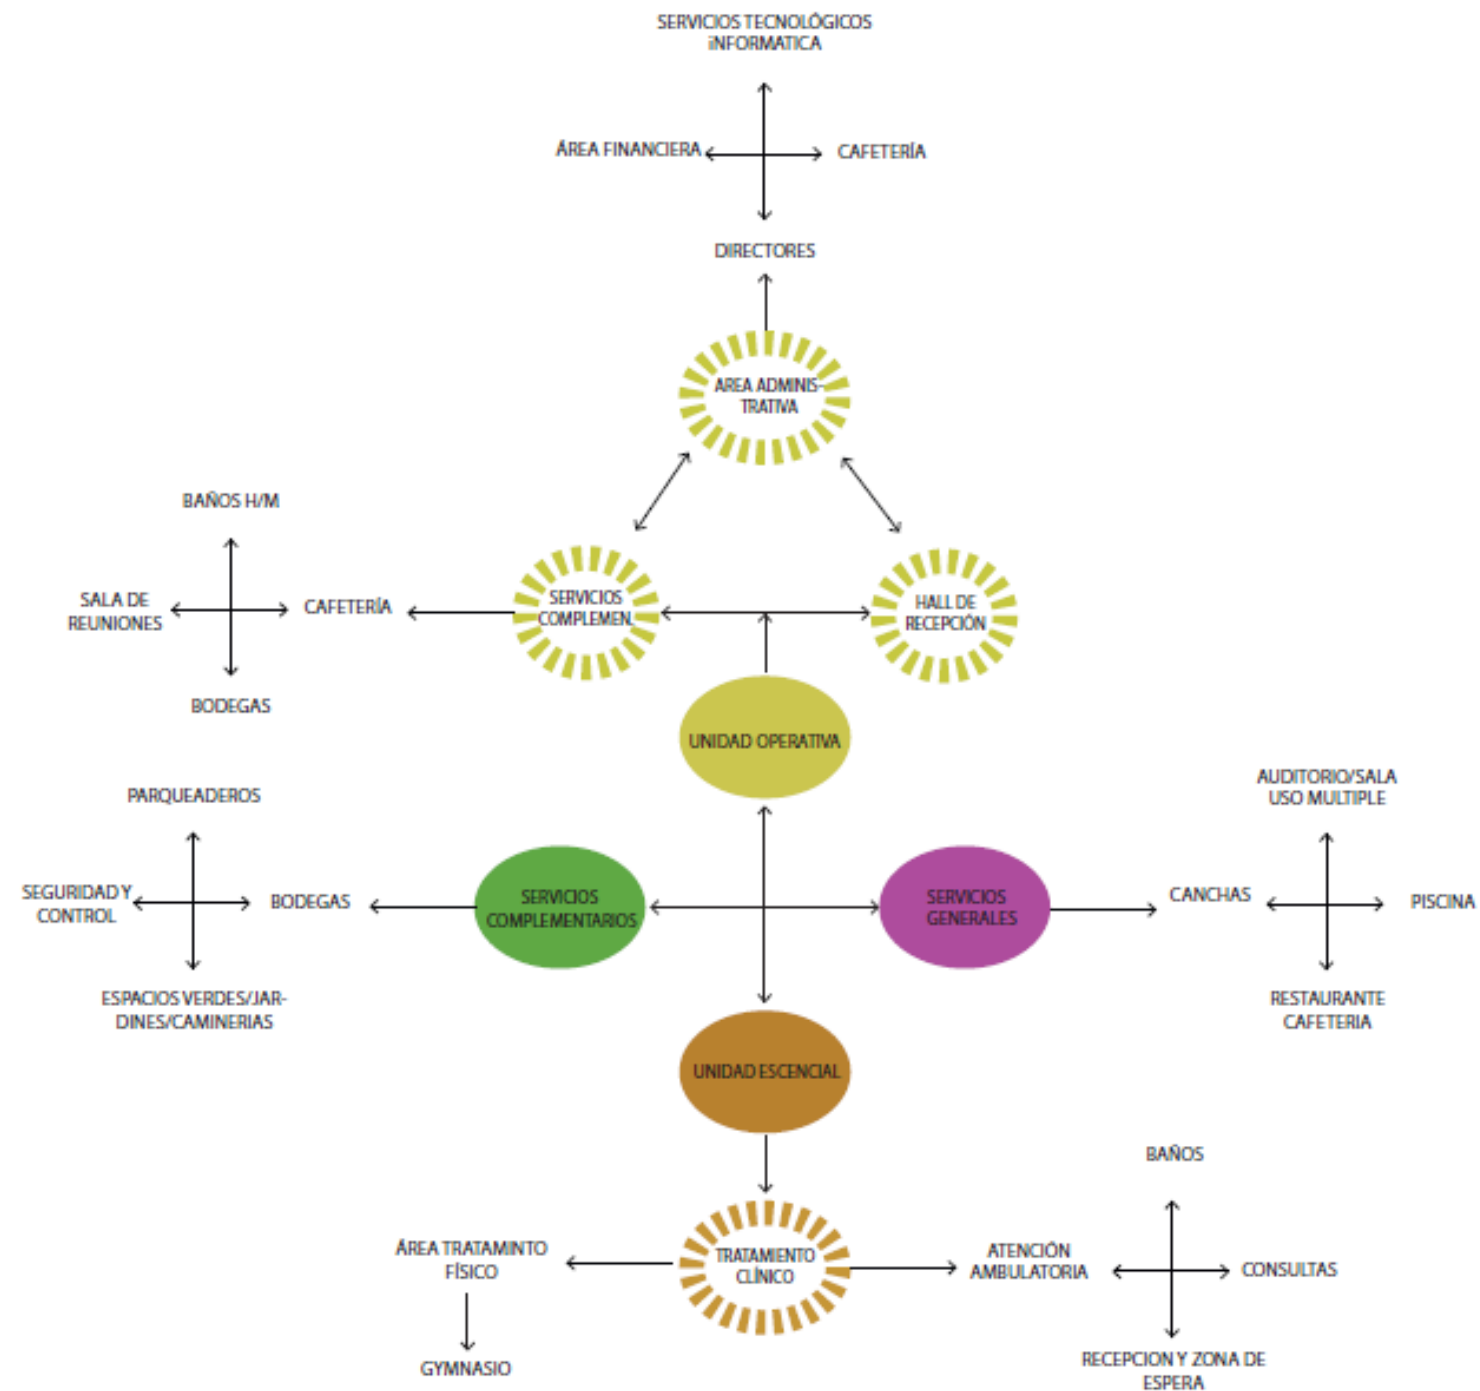 SERVICIOS TECNOLÓGICOS
iNFORMATICA
ÁREA FINANCIERA
CAFETERÍA
DIRECTORES
AREA ADMINIS-
TRATIVA
BAÑOS H/M
SALA DE
REUNIONES
CAFETERÍA
BODEGAS
SERVICIOS
COMPLEMEN.
HALL DE
RECEPCIÓN
UNIDAD OPERATIVA
PARQUEADEROS
SEGURIDAD Y
CONTROL
BODEGAS
ESPACIOS VERDES/JAR-
DINES/CAMINERIAS
SERVICIOS
COMPLEMENTARIOS
SERVICIOS
GENERALES
AUDITORIO/SALA
USO MULTIPLE
CANCHAS
PISCINA
RESTAURANTE
CAFETERIA
UNIDAD ESCENCIAL
TRATAMIENTO
CLÍNICO
ÁREA TRATAMINTO
FÍSICO
GYMNASIO
ATENCIÓN
AMBULATORIA
BAÑOS
CONSULTAS
RECEPCION Y ZONA DE
ESPERA